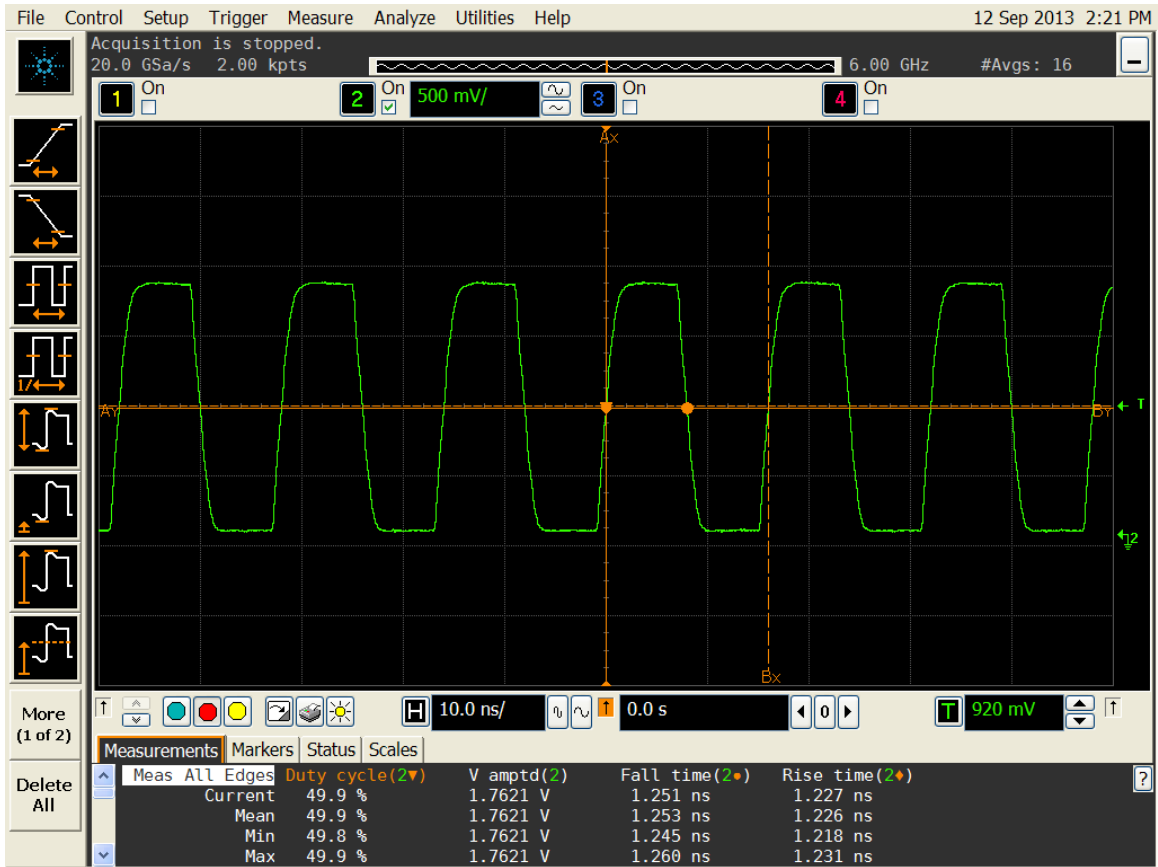 File Control Setup Trigger Measure Analyze Utilities Help 12 Sep 2013 2:21 PM
Acquisition is stopped.
20.0 GSa/s 2.00 kpts 6.00 GHz #Avgs: 16
1 On 2 On 500 mV/ 3 On 4 On
Ax
AY BY T
2
1/
Bx
More
(1 of 2)
Delete
All
H 10.0 ns/ 0.0 s 0 T 920 mV
Measurements Markers Status Scales
Meas All Edges Duty cycle(2▼) V amptd(2) Fall time(2●) Rise time(2♦) ?
Current 49.9 % 1.7621 V 1.251 ns 1.227 ns
Mean 49.9 % 1.7621 V 1.253 ns 1.226 ns
Min 49.8 % 1.7621 V 1.245 ns 1.218 ns
Max 49.9 % 1.7621 V 1.260 ns 1.231 ns